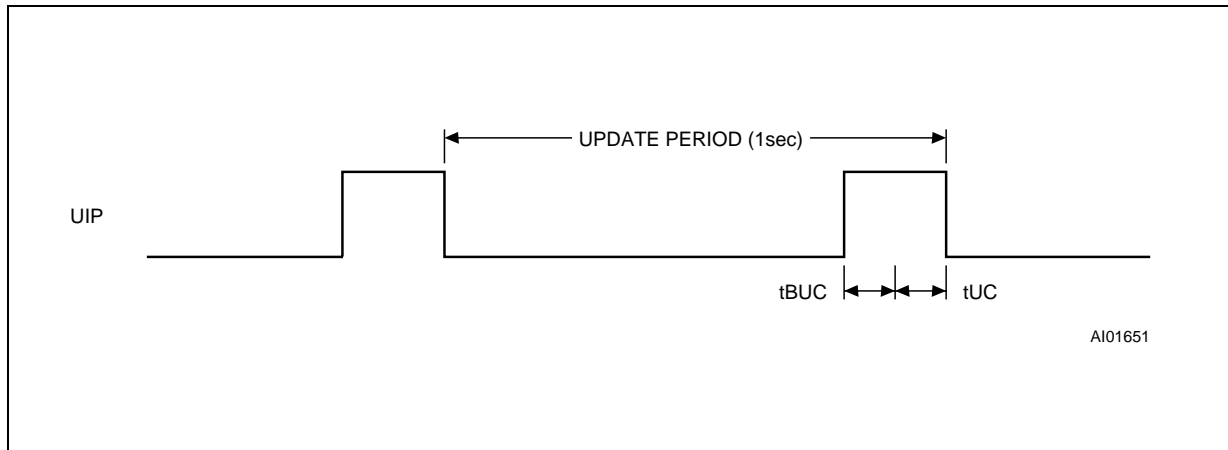 UPDATE PERIOD (1sec)
UIP
tBUC
tUC
AI01651